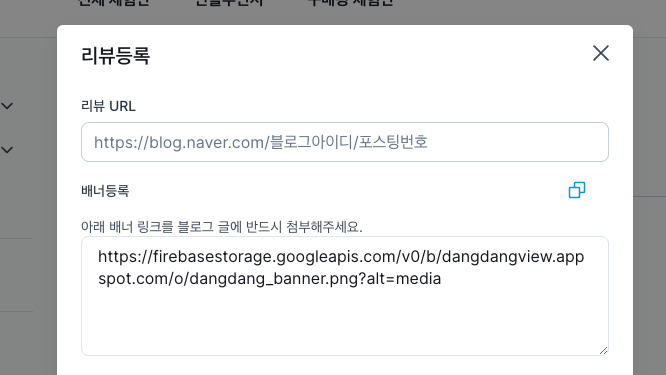 리뷰등록
리뷰 URL
https://blog.naver.com/블로그아이디/포스팅번호
배너등록
아래 배너 링크를 블로그 글에 반드시 첨부해주세요.
https://firebasestorage.googleapis.com/v0/b/dangdangview.app
spot.com/o/dangdang_banner.png?alt=media